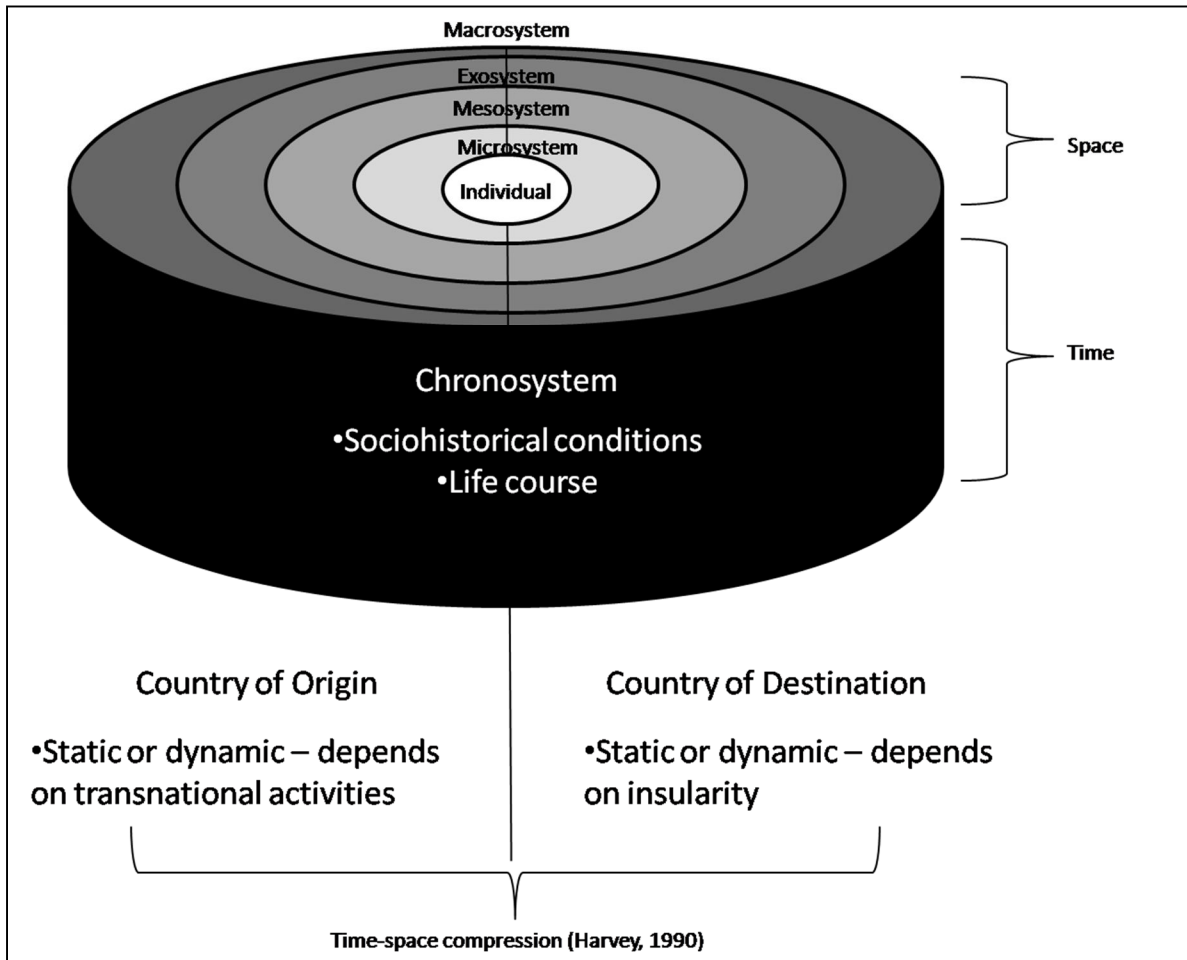 Macrosystem
Exosystem
Mesosystem
Microsystem
Individual
Space
Time
Chronosystem
•Sociohistorical conditions
•Life course
Country of Origin
•Static or dynamic – depends
on transnational activities
Country of Destination
•Static or dynamic – depends
on insularity
Time-space compression (Harvey, 1990)